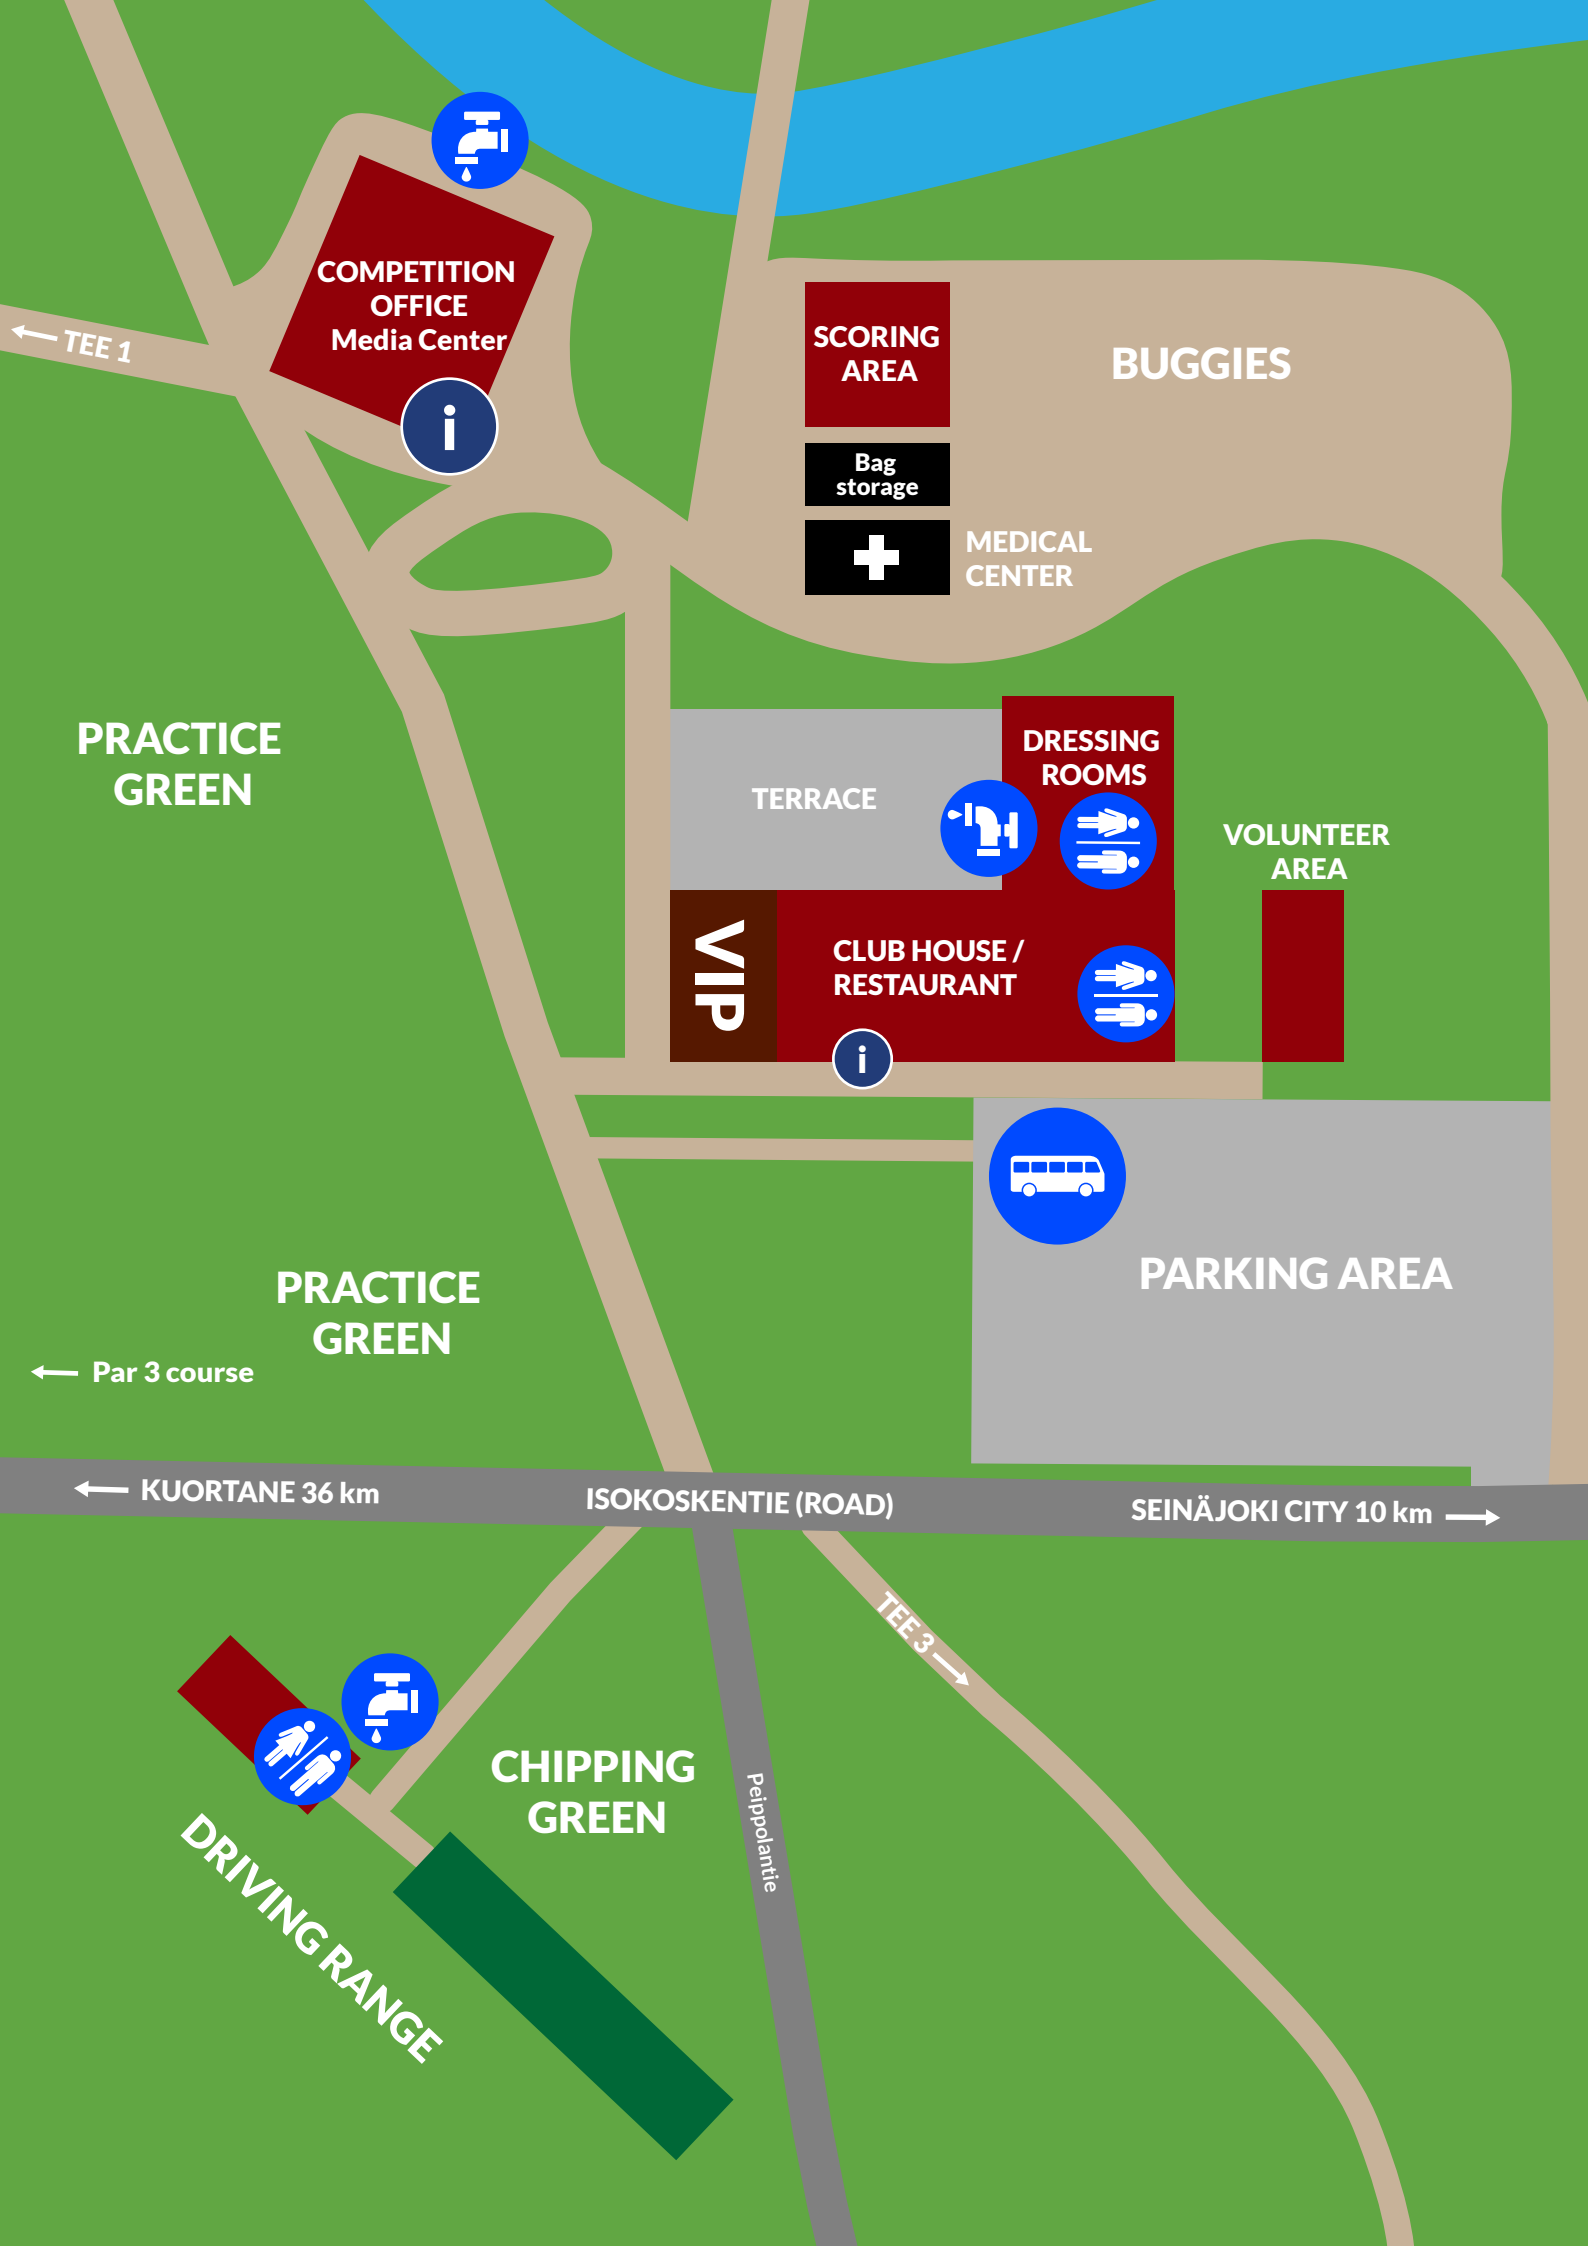 COMPETITION
OFFICE
Media Center
i
← TEE 1
SCORING
AREA
BUGGIES
Bag
storage
MEDICAL
CENTER
PRACTICE
GREEN
TERRACE
DRESSING
ROOMS
VOLUNTEER
AREA
VIP
CLUB HOUSE /
RESTAURANT
i
PARKING AREA
PRACTICE
GREEN
← Par 3 course
← KUORTANE 36 km
ISOKOSKENTIE (ROAD)
SEINÄJOKI CITY 10 km →
TEE 3 →
CHIPPING
GREEN
Peippolantie
DRIVING RANGE